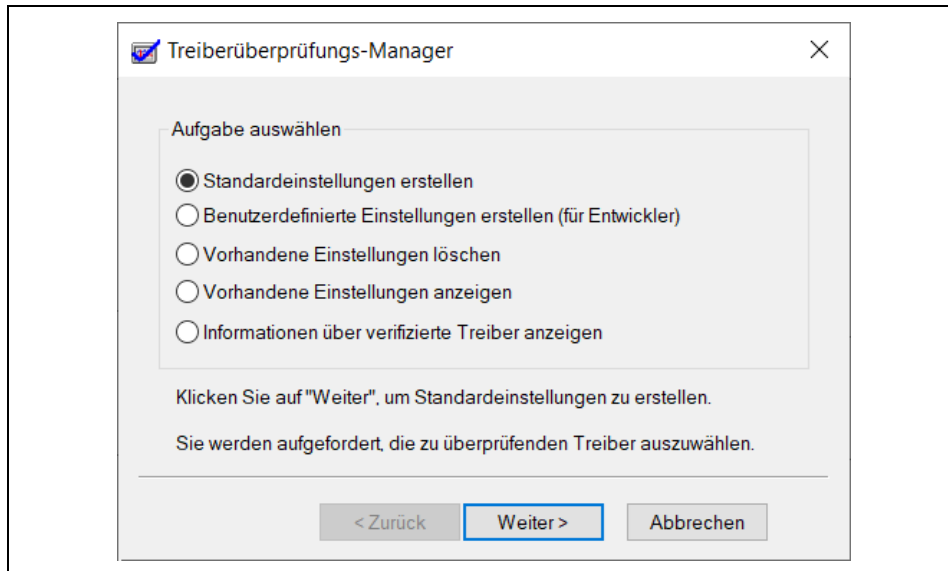 Treiberüberprüfungs-Manager
Aufgabe auswählen
Standardeinstellungen erstellen
Benutzerdefinierte Einstellungen erstellen (für Entwickler)
Vorhandene Einstellungen löschen
Vorhandene Einstellungen anzeigen
Informationen über verifizierte Treiber anzeigen
Klicken Sie auf "Weiter", um Standardeinstellungen zu erstellen.
Sie werden aufgefordert, die zu überprüfenden Treiber auszuwählen.
< Zurück Weiter > Abbrechen